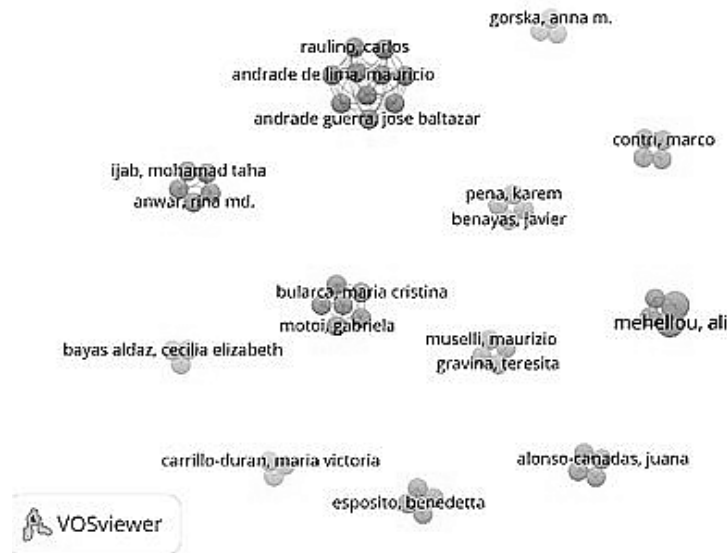 gorska, anna m.
raulino, carlos
andrade de lima, mauricio
andrade guerra, jose baltazar
contri, marco
ijab, mohamad taha
anwar, rina md.
pena, karem
benayas, javier
bularca, maria cristina
motoi, gabriela
mehellou, ali
muselli, maurizio
gravina, teresita
bayas aldaz, cecilia elizabeth
carrillo-duran, maria victoria
alonso-canadas, juana
esposito, benedetta
VOSviewer